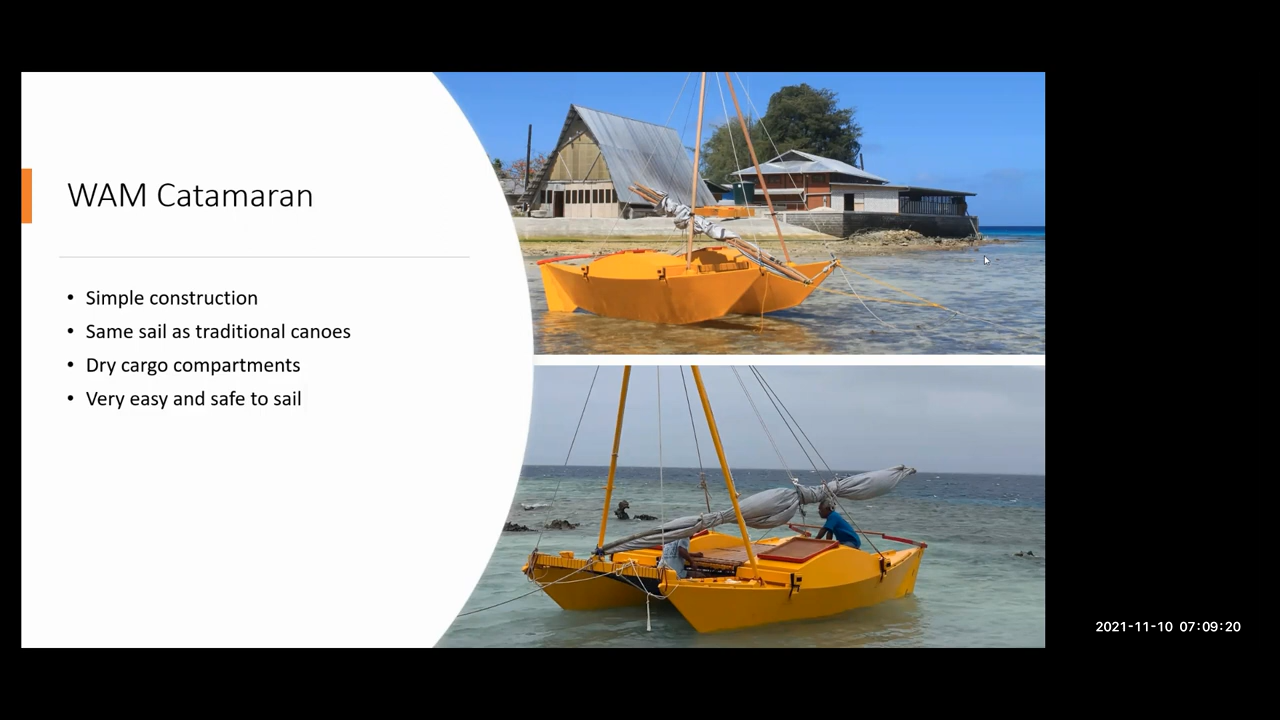 WAM Catamaran
• Simple construction
• Same sail as traditional canoes
• Dry cargo compartments
• Very easy and safe to sail
2021-11-10 07:09:20